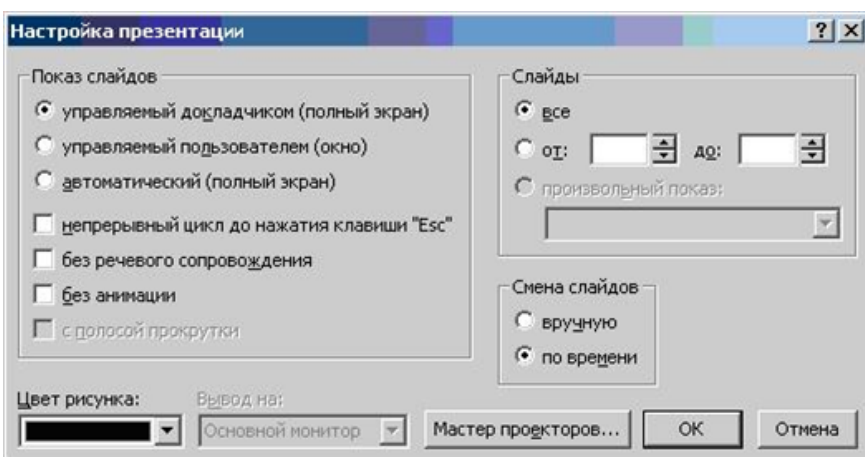 Настройка презентации
Показ слайдов
управляемый докладчиком (полный экран)
управляемый пользователем (окно)
автоматический (полный экран)
непрерывный цикл до нажатия клавиши "Esc"
без речевого сопровождения
без анимации
с полосой прокрутки
Слайды
все
от: до:
произвольный показ:
Смена слайдов
вручную
по времени
Цвет рисунка:
Вывод на:
Основной монитор
Мастер проекторов...
ОК
Отмена